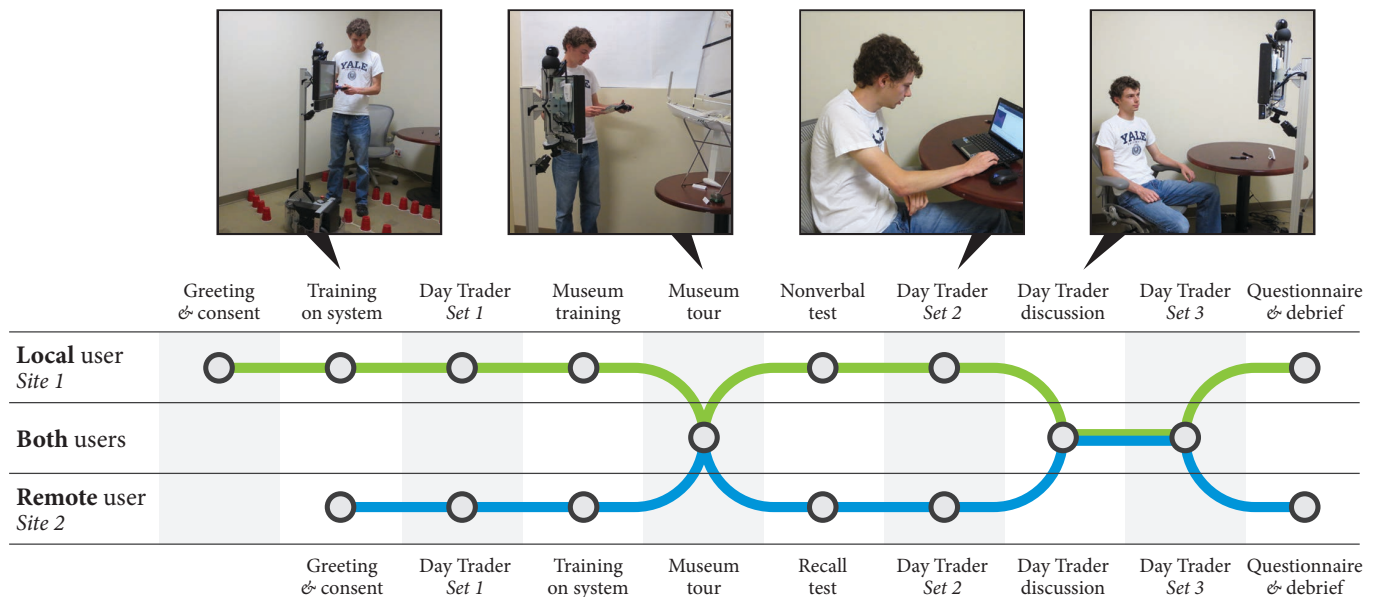 YALE
YALE
YALE
Greeting
& consent
Training
on system
Day Trader
Set 1
Museum
training
Museum
tour
Nonverbal
test
Day Trader
Set 2
Day Trader
discussion
Day Trader
Set 3
Questionnaire
& debrief
Local user
Site 1
Both users
Remote user
Site 2
Greeting
& consent
Day Trader
Set 1
Training
on system
Museum
tour
Recall
test
Day Trader
Set 2
Day Trader
discussion
Day Trader
Set 3
Questionnaire
& debrief